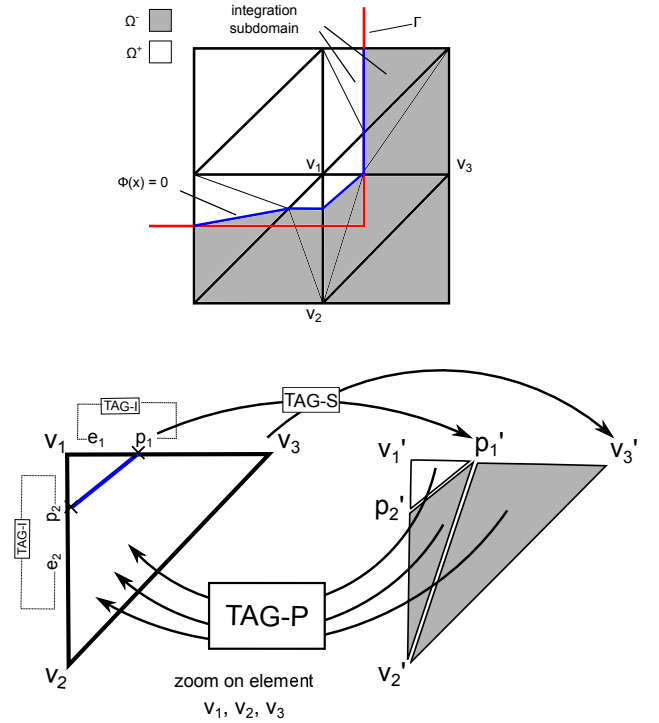 Ω⁻
Ω⁺
integration
subdomain
Γ
v₁
v₃
Φ(x) = 0
v₂
TAG-I
TAG-S
v₁
e₁
p₁
v₃
v₁'
p₁'
v₃'
p₂
TAG-I
e₂
p₂'
TAG-P
v₂
v₂'
zoom on element
v₁, v₂, v₃